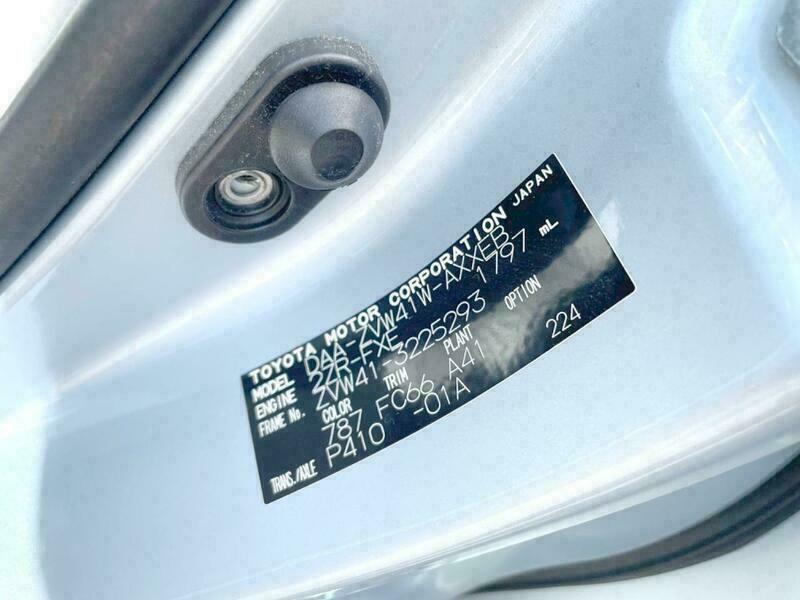 TOYOTA MOTOR CORPORATION JAPAN
MODEL DAA-ZVW41W-AXXEB
ENGINE 2ZR-FXE 1797 mL
FRAME No. ZVW41-3225293
COLOR TRIM PLANT OPTION
787 FC66 A41 224
TRANS./AXLE P410 -01A